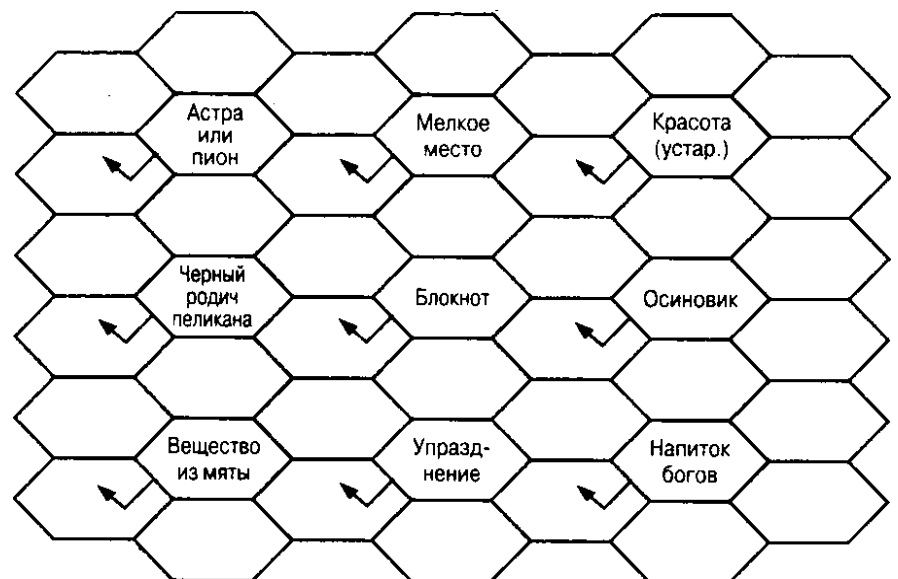 Астра
или
пион
Мелкое
место
Красота
(устар.)
Черный
родич
пеликана
Блокнот
Осиновик
Вещество
из мяты
Упразд-
нение
Напиток
богов